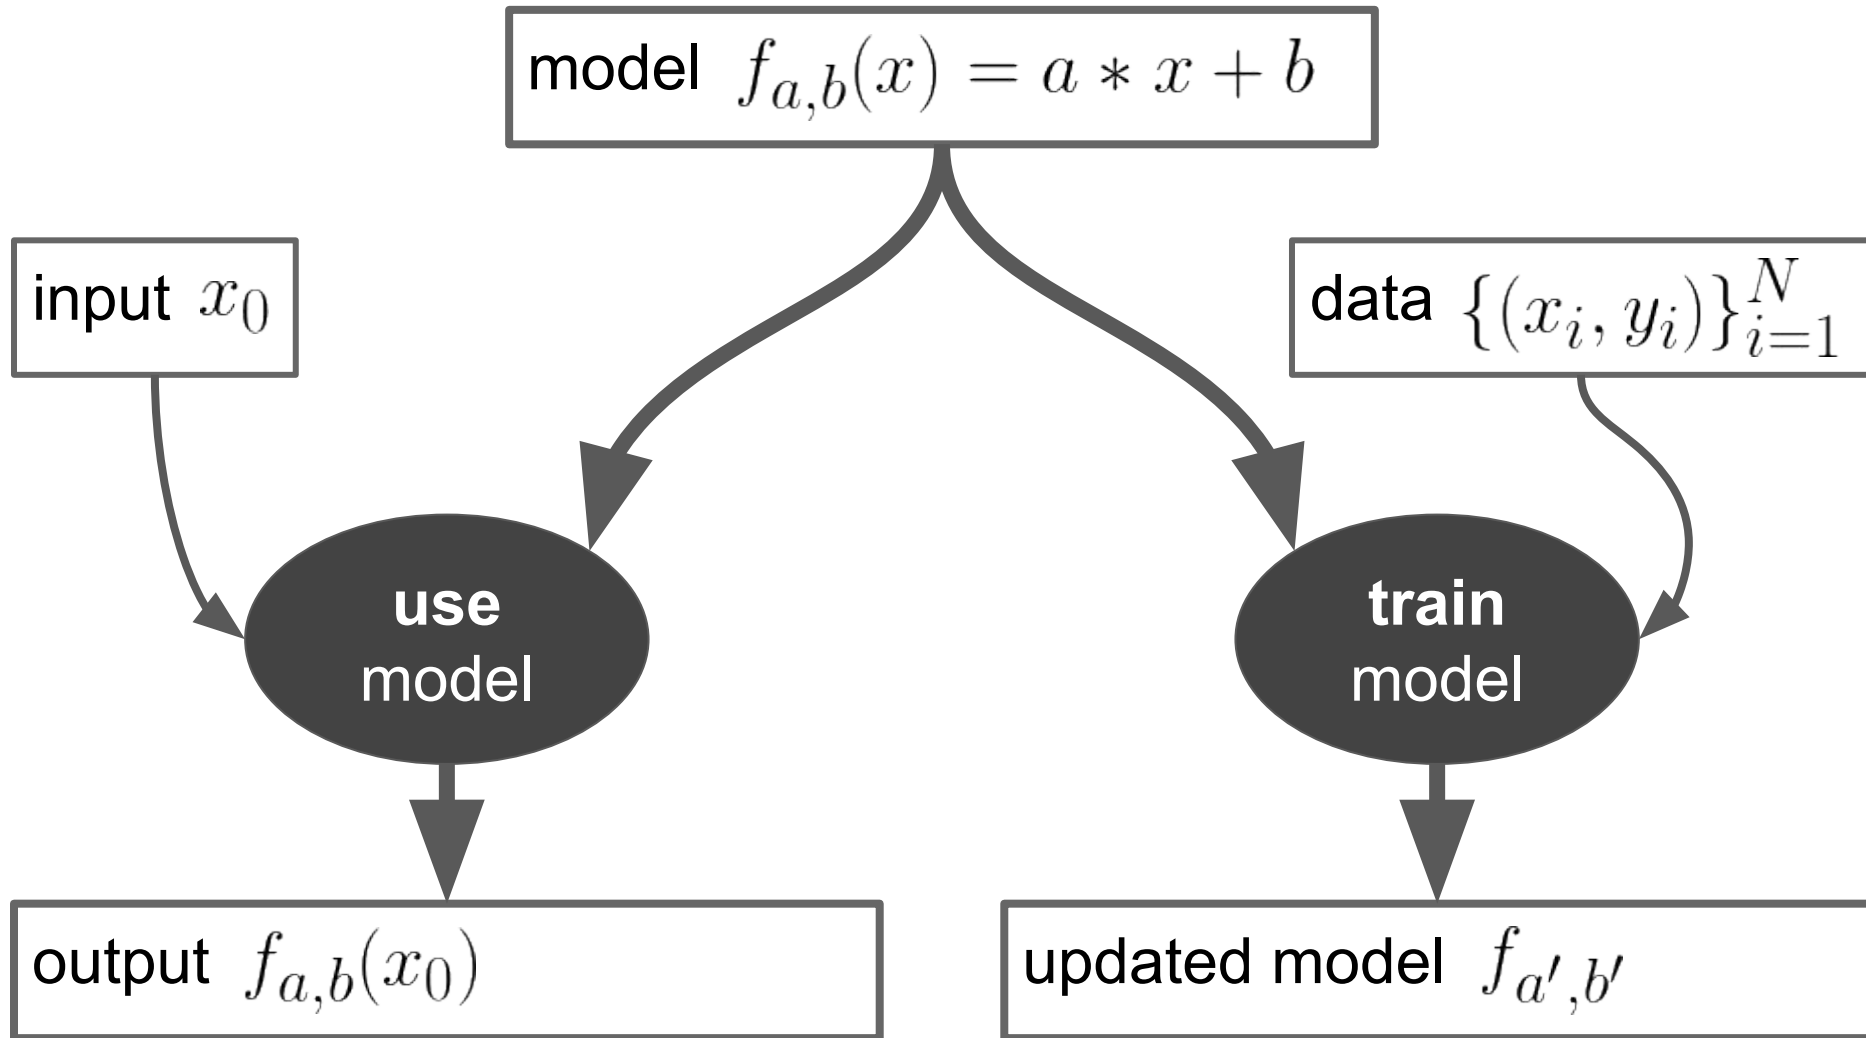 model $f_{a,b}(x) = a * x + b$
input $x_0$
data $\{(x_i, y_i)\}_{i=1}^{N}$
use
model
train
model
output $f_{a,b}(x_0)$
updated model $f_{a',b'}$